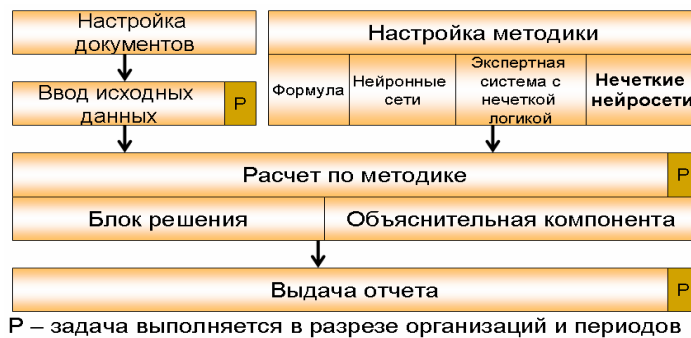 Настройка
документов
Настройка методики
Формула
Нейронные
сети
Экспертная
система с
нечеткой
логикой
Нечеткие
нейросети
Ввод исходных
данных
Р
Расчет по методике
Р
Блок решения
Объяснительная компонента
Выдача отчета
Р
Р – задача выполняется в разрезе организаций и периодов